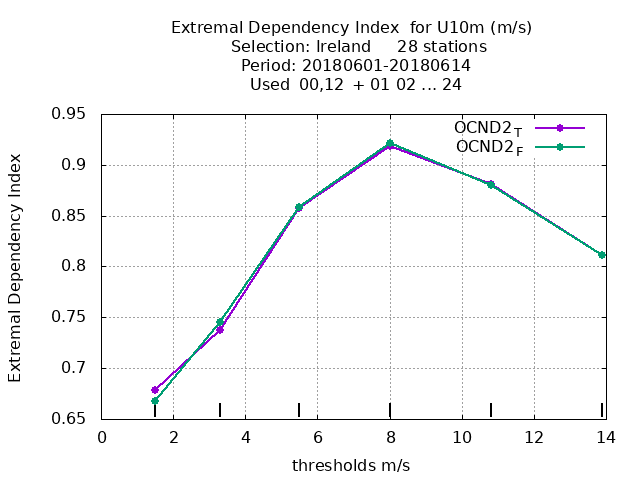 Extremal Dependency Index  for U10m (m/s)
Selection: Ireland     28 stations
Period: 20180601-20180614
Used  00,12  + 01 02 ... 24
OCND2T
OCND2F
Extremal Dependency Index
0.95
0.9
0.85
0.8
0.75
0.7
0.65
0 2 4 6 8 10 12 14
thresholds m/s